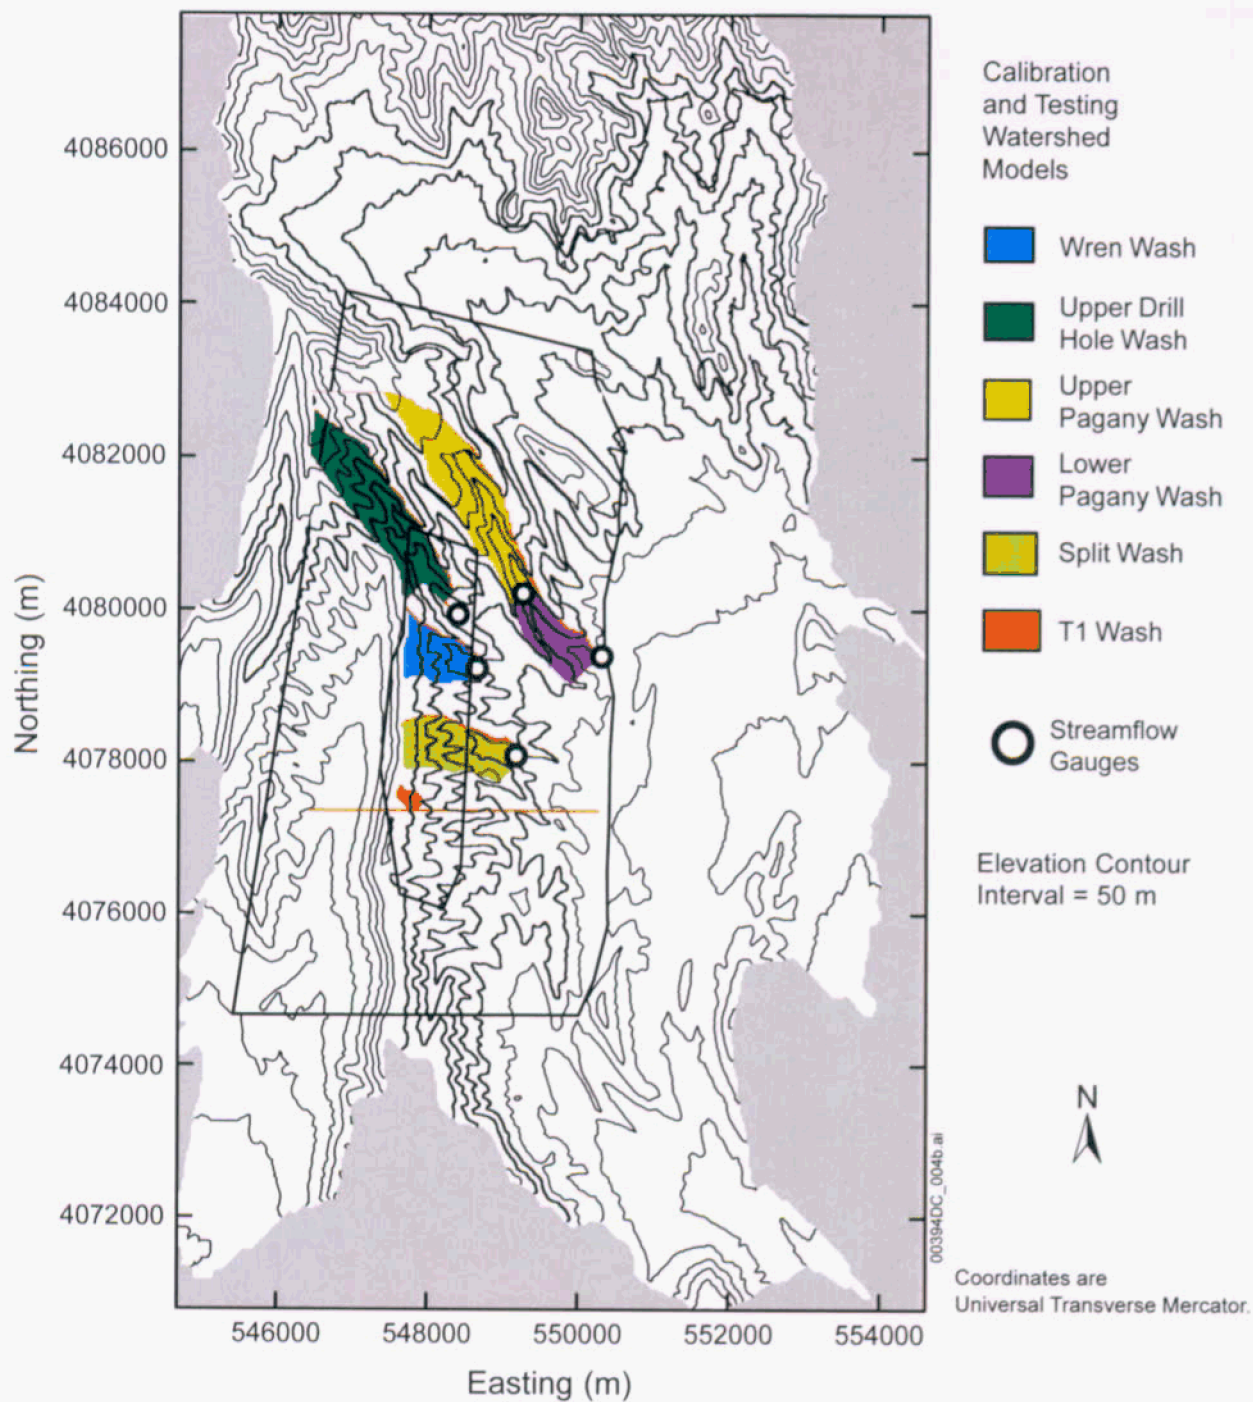 Calibration
and Testing
Watershed
Models
Wren Wash
Upper Drill
Hole Wash
Upper
Pagany Wash
Lower
Pagany Wash
Split Wash
T1 Wash
Streamflow
Gauges
Elevation Contour
Interval = 50 m
N
00394DC_004b.ai
Coordinates are
Universal Transverse Mercator.
Northing (m)
4086000
4084000
4082000
4080000
4078000
4076000
4074000
4072000
546000 548000 550000 552000 554000
Easting (m)